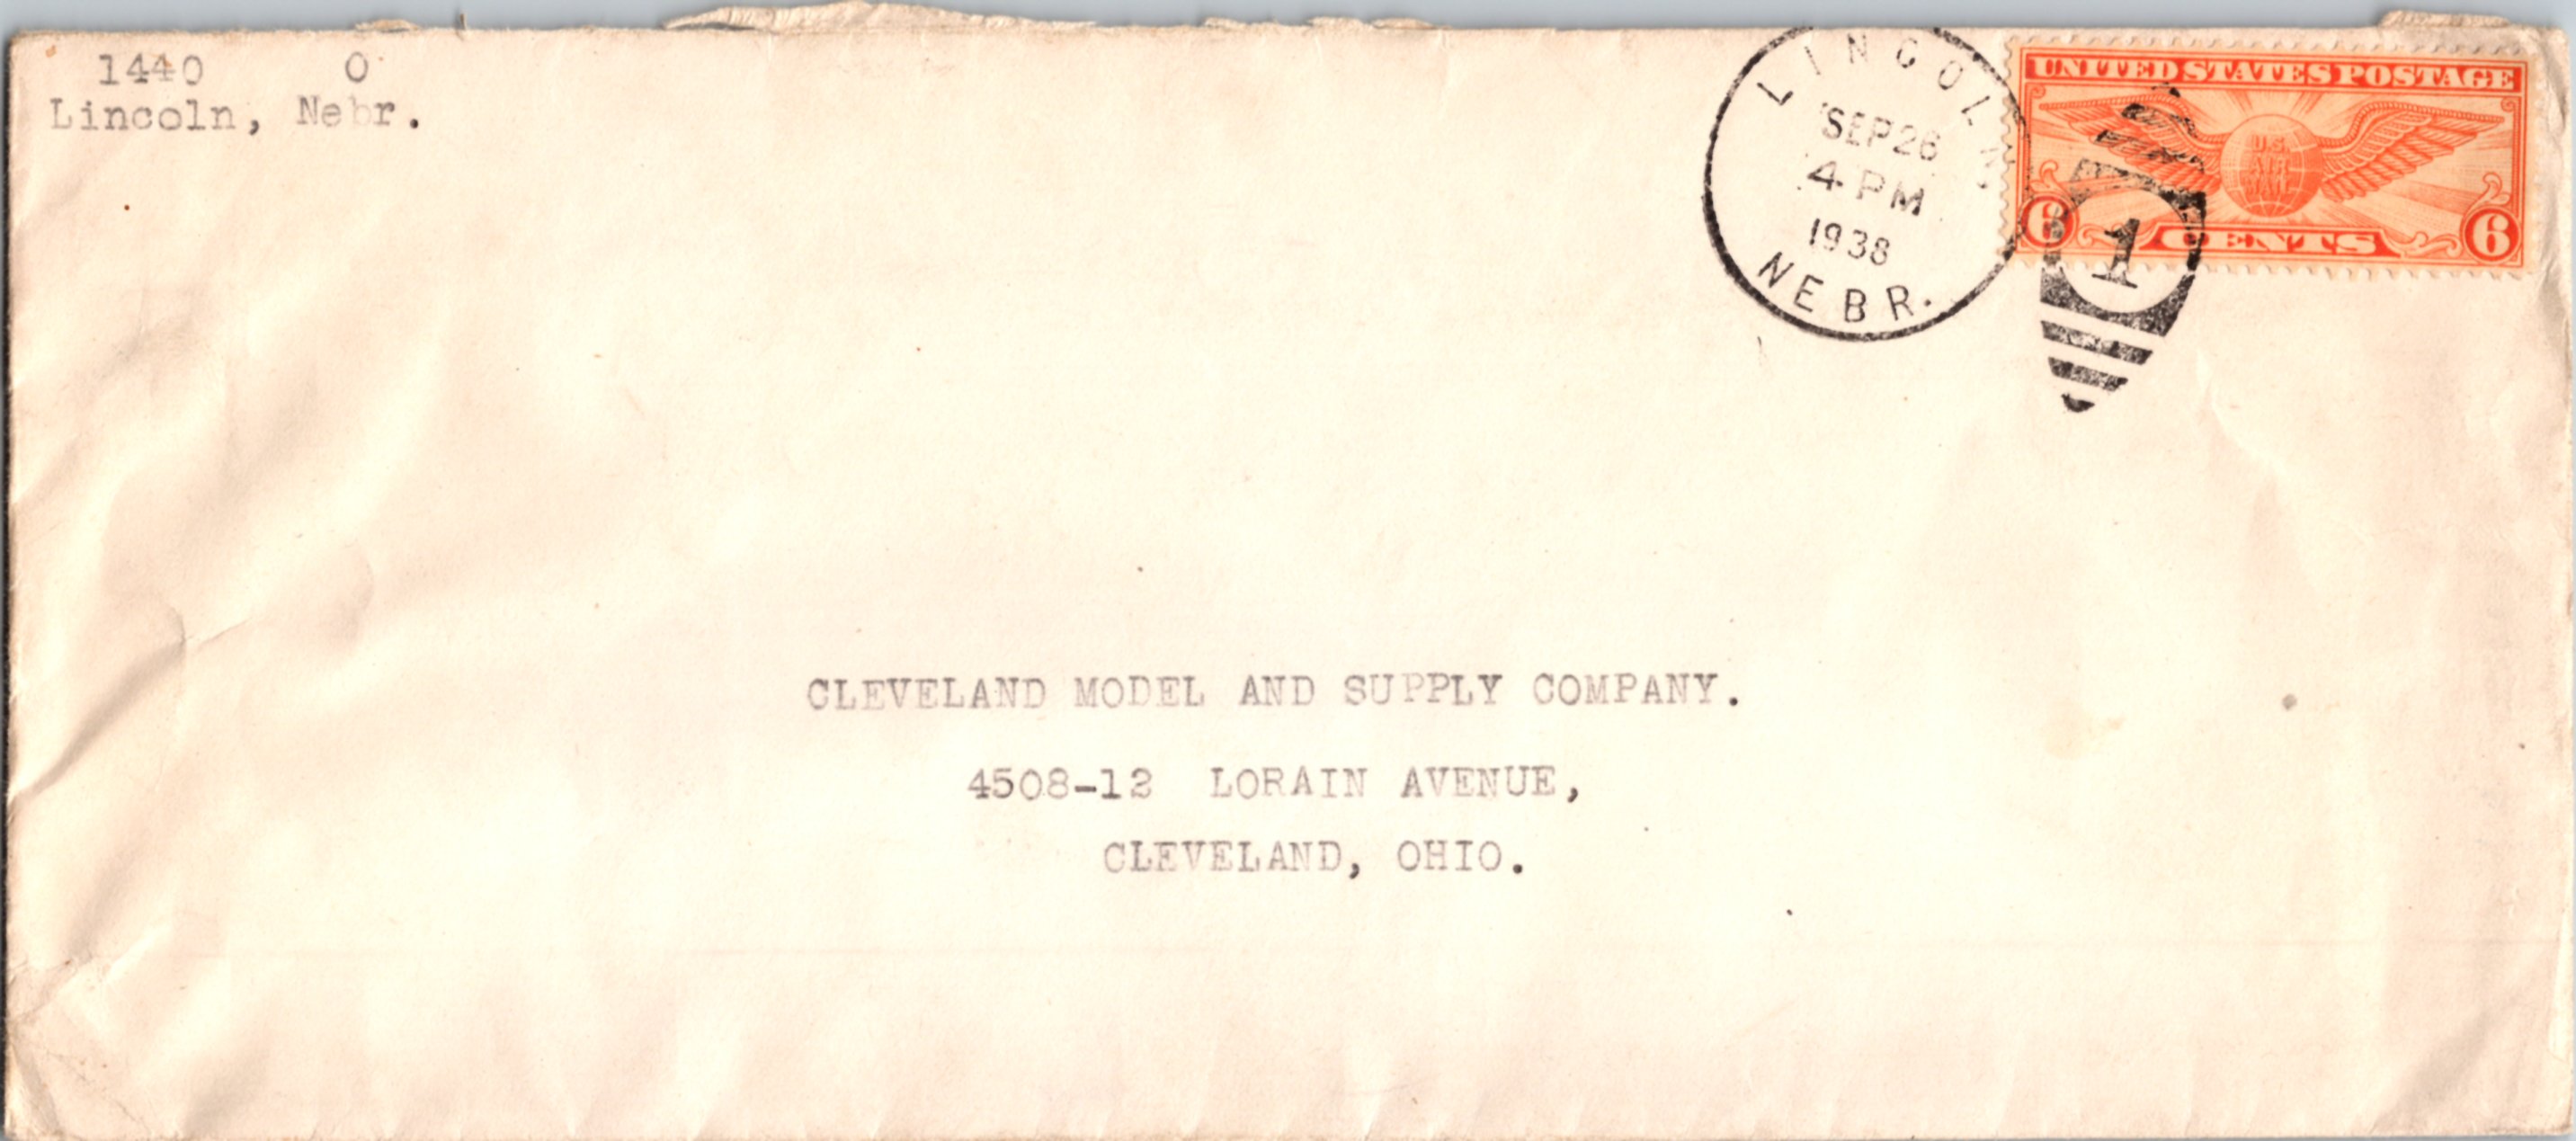 1440 O
Lincoln, Nebr.
LINCOLN
SEP 26
4 PM
1938
NEBR.
UNITED STATES POSTAGE
U.S.
AIR
MAIL
6 CENTS 6
1
CLEVELAND MODEL AND SUPPLY COMPANY.
4508-12 LORAIN AVENUE,
CLEVELAND, OHIO.